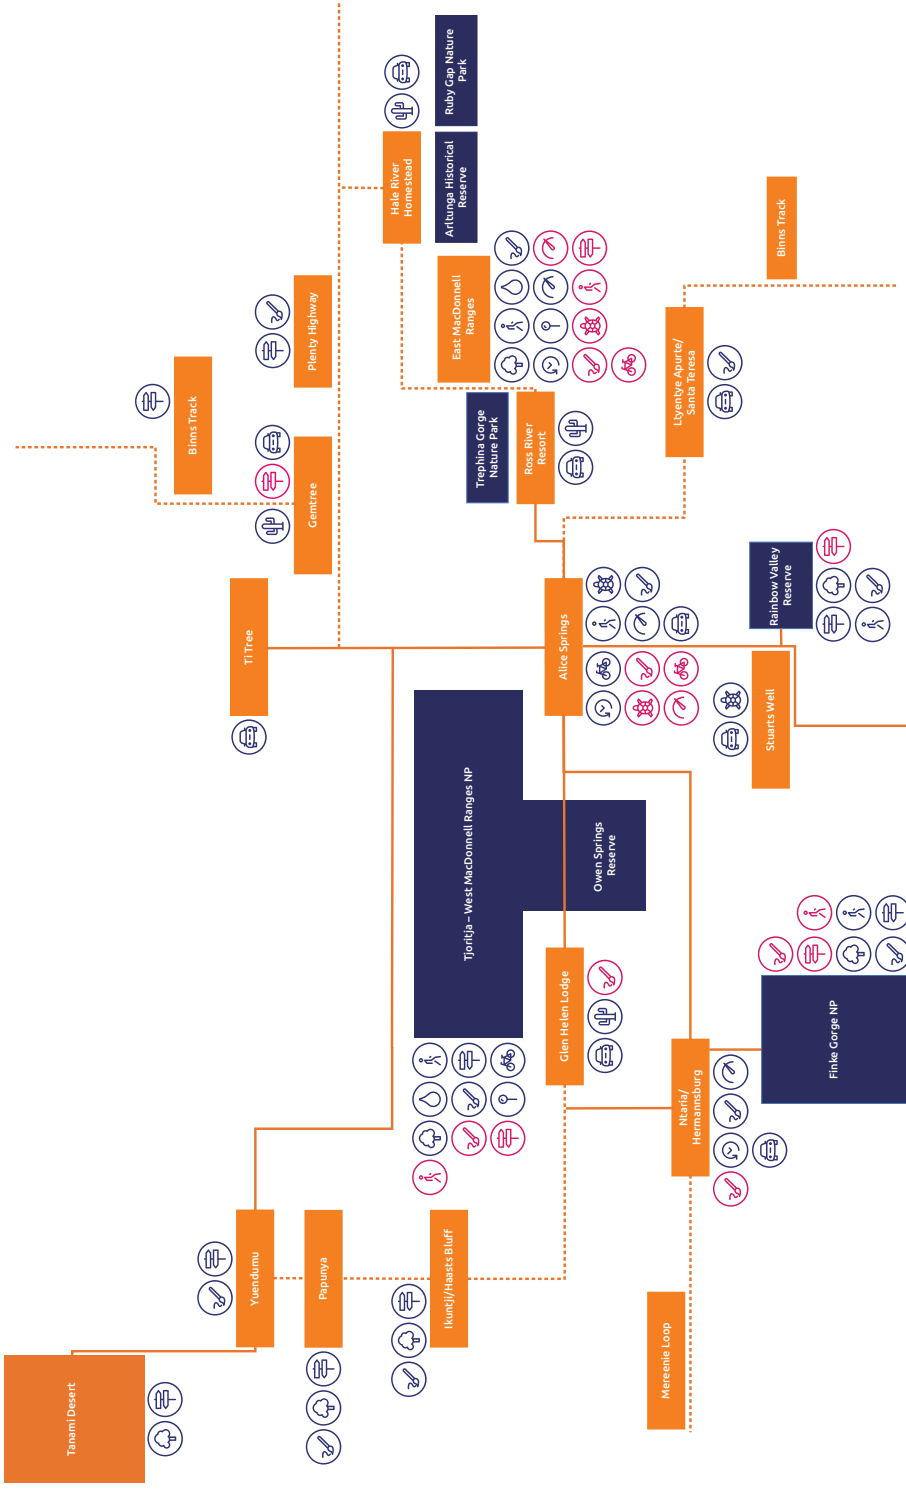 Tanami Desert
Yuendumu
Papunya
Ikuntji/Haasts Bluff
Mereenie Loop
Ntaria/
Hermannsburg
Finke Gorge NP
Glen Helen Lodge
Tjoritja – West MacDonnell Ranges NP
Owen Springs
Reserve
Stuarts Well
Rainbow Valley
Reserve
Alice Springs
Ti Tree
Gemtree
Binns Track
Plenty Highway
Trephina Gorge
Nature Park
Ross River
Resort
East MacDonnell
Ranges
Hale River
Homestead
Arltunga Historical
Reserve
Ruby Gap Nature
Park
Ltyentye Apurte/
Santa Teresa
Binns Track